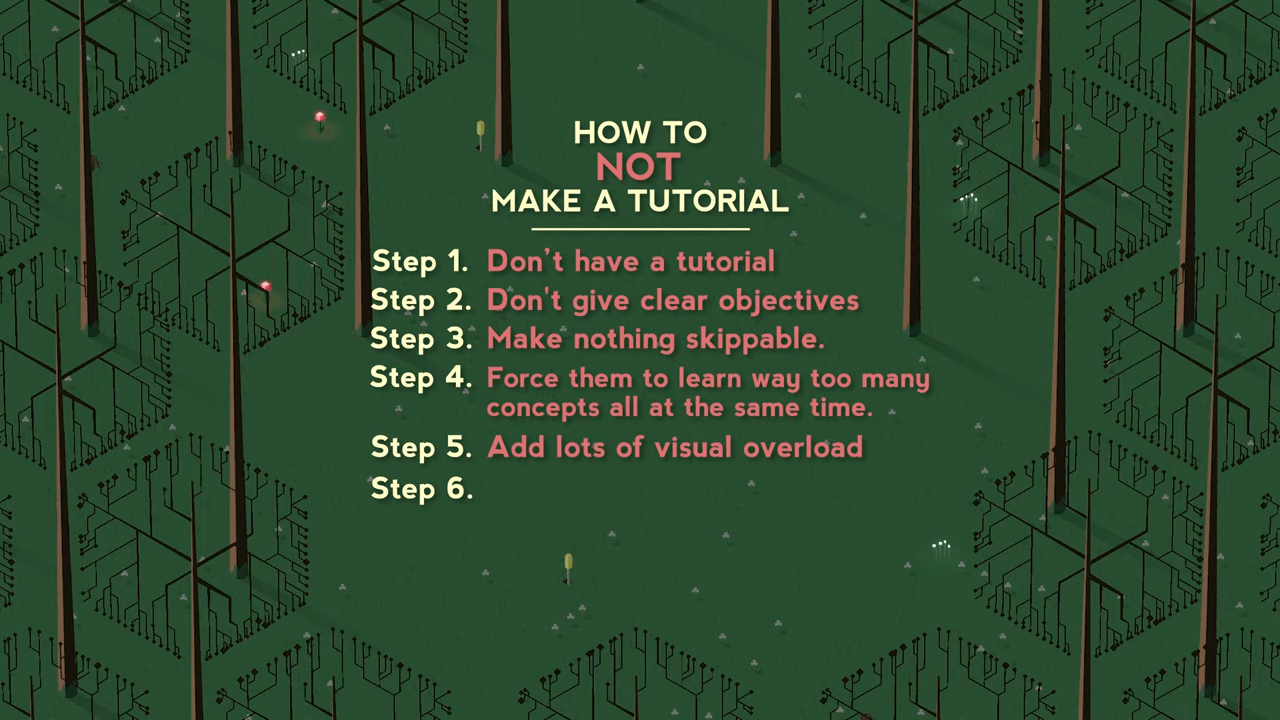 HOW TO
NOT
MAKE A TUTORIAL
Step 1. Don’t have a tutorial
Step 2. Don't give clear objectives
Step 3. Make nothing skippable.
Step 4. Force them to learn way too many
concepts all at the same time.
Step 5. Add lots of visual overload
Step 6.